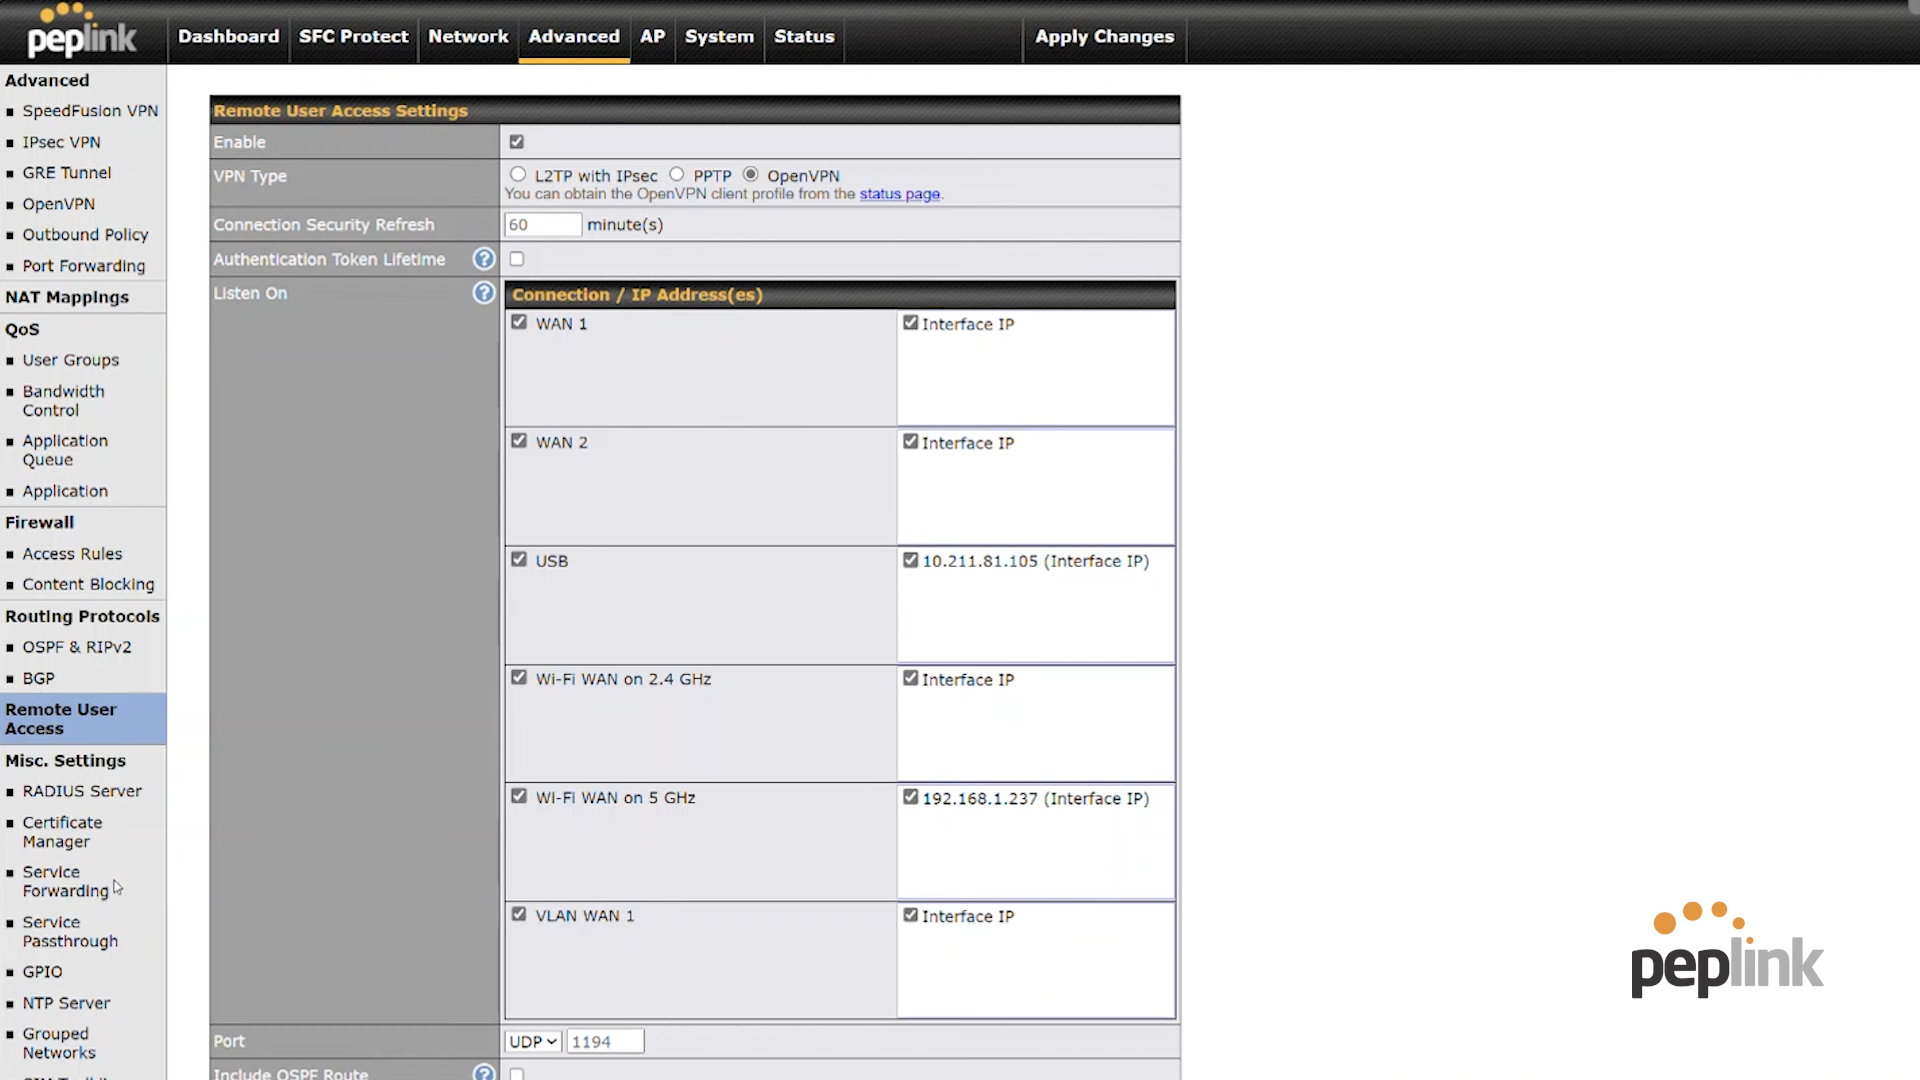 peplink
Dashboard
SFC Protect
Network
Advanced
AP
System
Status
Apply Changes
Advanced
SpeedFusion VPN
IPsec VPN
GRE Tunnel
OpenVPN
Outbound Policy
Port Forwarding
NAT Mappings
QoS
User Groups
Bandwidth
Control
Application
Queue
Application
Firewall
Access Rules
Content Blocking
Routing Protocols
OSPF & RIPv2
BGP
Remote User
Access
Misc. Settings
RADIUS Server
Certificate
Manager
Service
Forwarding
Service
Passthrough
GPIO
NTP Server
Grouped
Networks
Remote User Access Settings
Enable
VPN Type
L2TP with IPsec PPTP OpenVPN
You can obtain the OpenVPN client profile from the status page.
Connection Security Refresh
60 minute(s)
Authentication Token Lifetime ?
Listen On ?
Connection / IP Address(es)
WAN 1
Interface IP
WAN 2
Interface IP
USB
10.211.81.105 (Interface IP)
Wi-Fi WAN on 2.4 GHz
Interface IP
Wi-Fi WAN on 5 GHz
192.168.1.237 (Interface IP)
VLAN WAN 1
Interface IP
Port
UDP 1194
Include OSPF Route ?
peplink